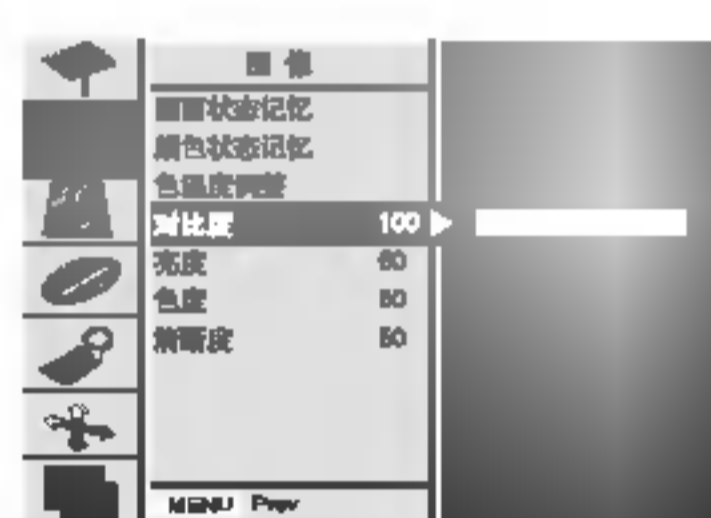 图 像
画面状态记忆
颜色状态记忆
色温度调整
对比度 100 ▶
亮度
色度 50
清晰度 50
MENU Prev